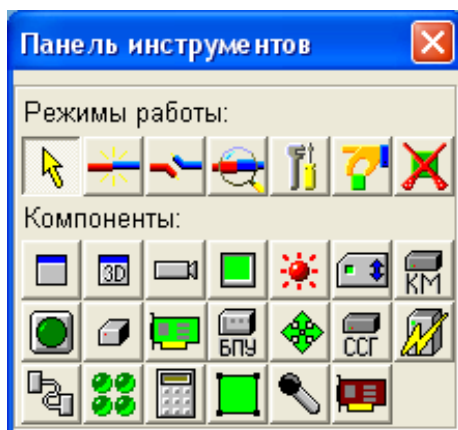 Панель инструментов
Режимы работы:
Компоненты:
3D
КМ
БПУ
ССГ